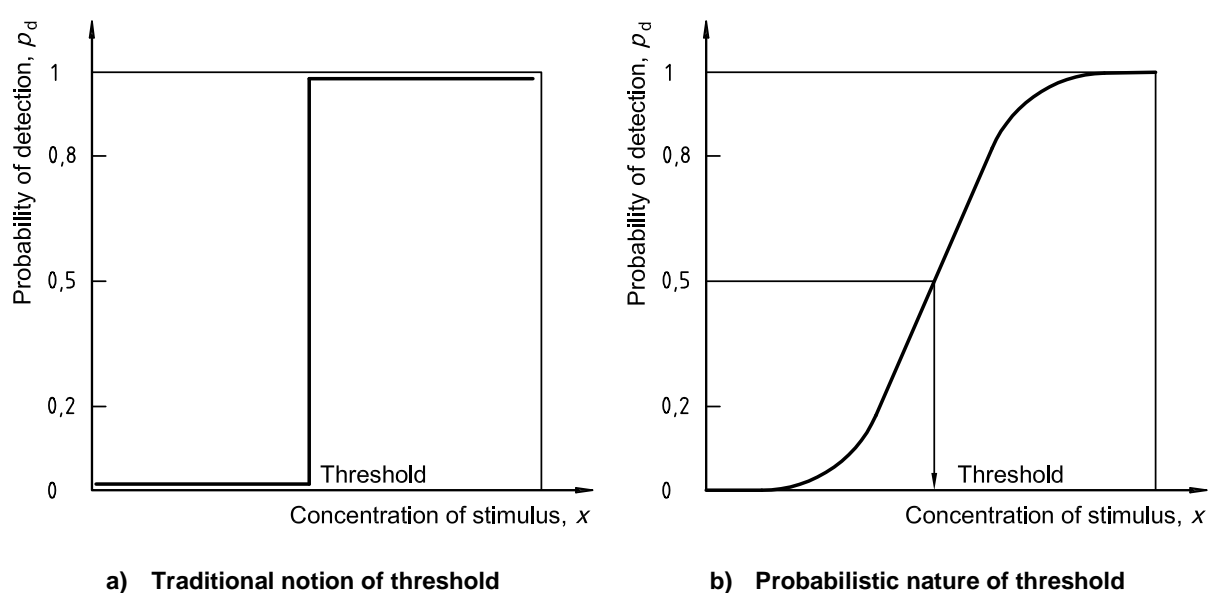 Probability of detection, p_d
1
0,8
0,5
0,2
0
Threshold
Concentration of stimulus, x
a) Traditional notion of threshold
Probability of detection, p_d
1
0,8
0,5
0,2
0
Threshold
Concentration of stimulus, x
b) Probabilistic nature of threshold